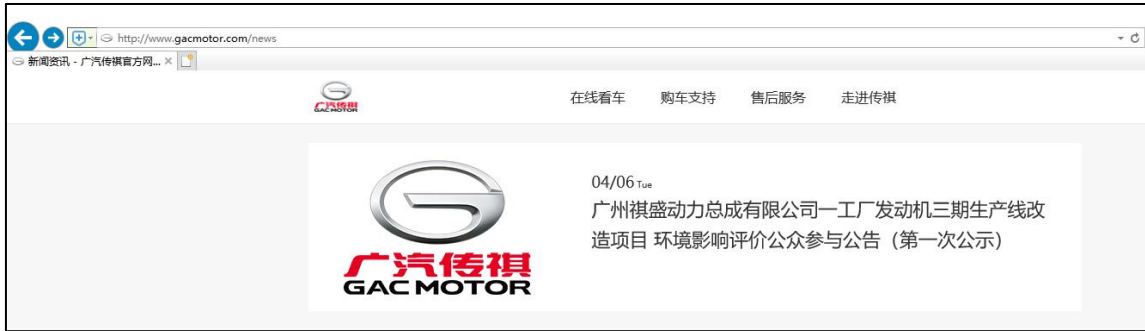 http://www.gacmotor.com/news
新闻资讯 - 广汽传祺官方网...
广汽传祺
GAC MOTOR
在线看车 购车支持 售后服务 走进传祺
广汽传祺
GAC MOTOR
04/06 Tue
广州祺盛动力总成有限公司一工厂发动机三期生产线改
造项目 环境影响评价公众参与公告（第一次公示）